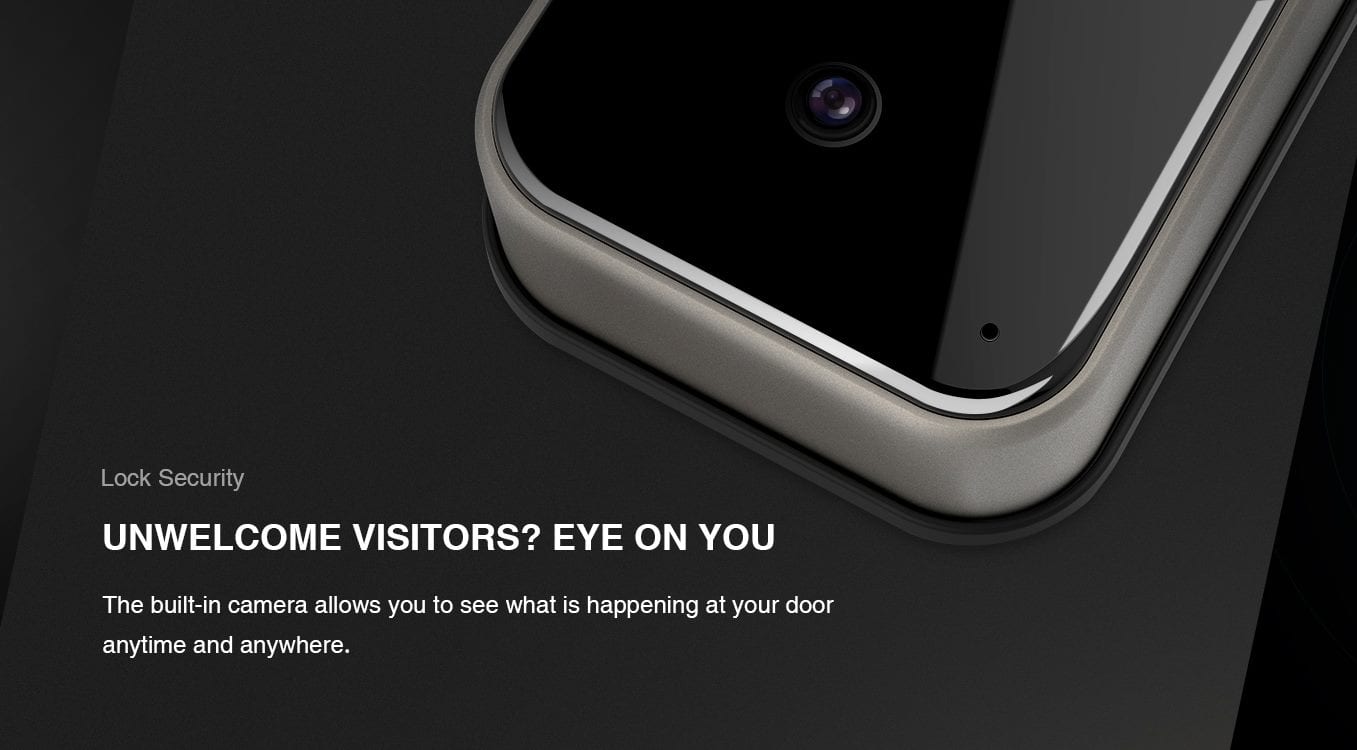 Lock Security
UNWELCOME VISITORS? EYE ON YOU
The built-in camera allows you to see what is happening at your door
anytime and anywhere.